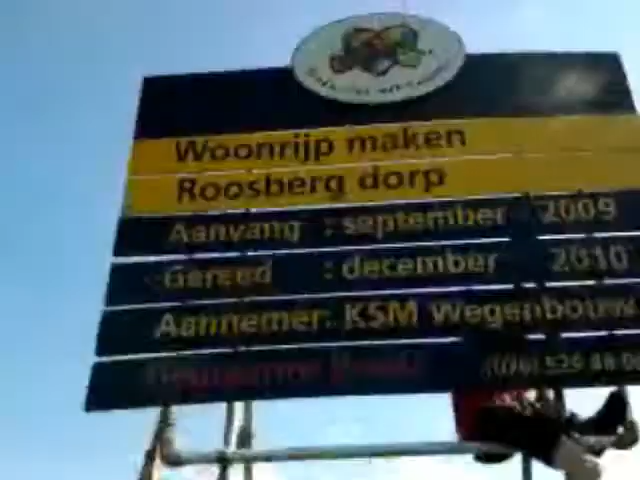 Woonrijp maken
Roosberg dorp
Aanvang : september 2009
Gereed : december 2010
Aannemer: KSM Wegenbouw